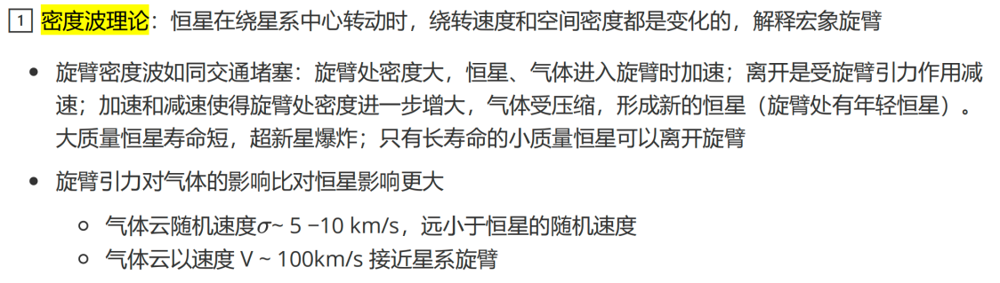 1 密度波理论：恒星在绕星系中心转动时，绕转速度和空间密度都是变化的，解释宏象旋臂
• 旋臂密度波如同交通堵塞：旋臂处密度大，恒星、气体进入旋臂时加速；离开是受旋臂引力作用减
速；加速和减速使得旋臂处密度进一步增大，气体受压缩，形成新的恒星（旋臂处有年轻恒星）。
大质量恒星寿命短，超新星爆炸；只有长寿命的小质量恒星可以离开旋臂
• 旋臂引力对气体的影响比对恒星影响更大
○ 气体云随机速度σ~ 5 −10 km/s，远小于恒星的随机速度
○ 气体云以速度 V ~ 100km/s 接近星系旋臂